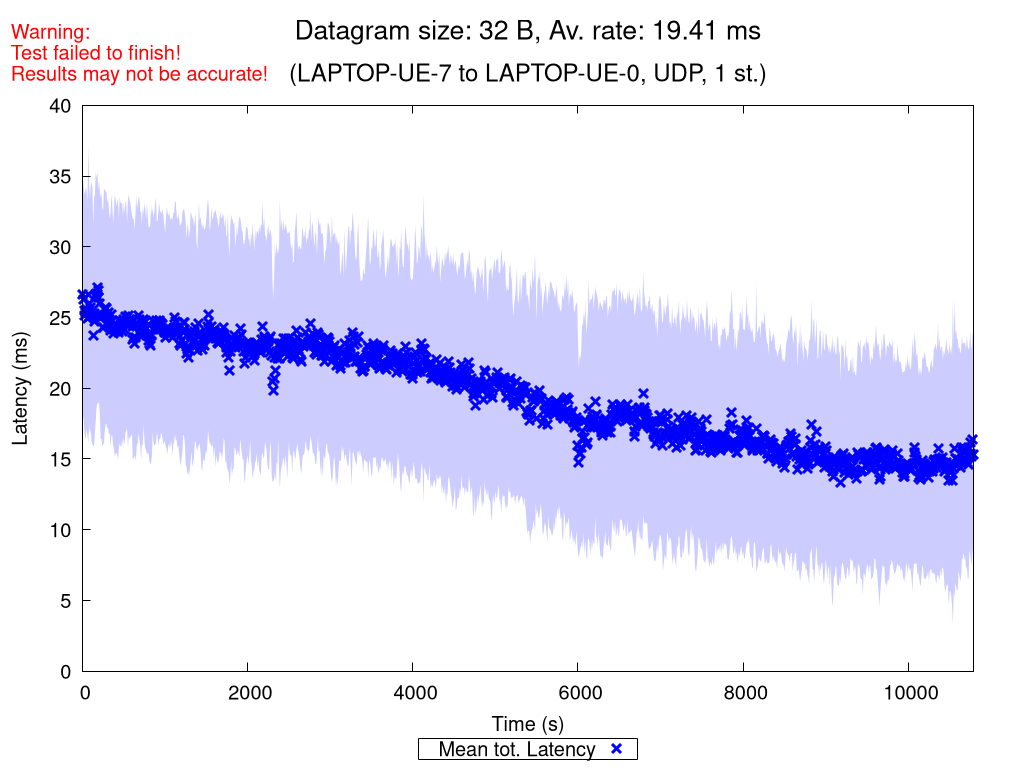 Warning:
Test failed to finish!
Results may not be accurate!
Datagram size: 32 B, Av. rate: 19.41 ms
(LAPTOP-UE-7 to LAPTOP-UE-0, UDP, 1 st.)
40
35
30
25
20
15
10
5
0
Latency (ms)
0 2000 4000 6000 8000 10000
Time (s)
Mean tot. Latency